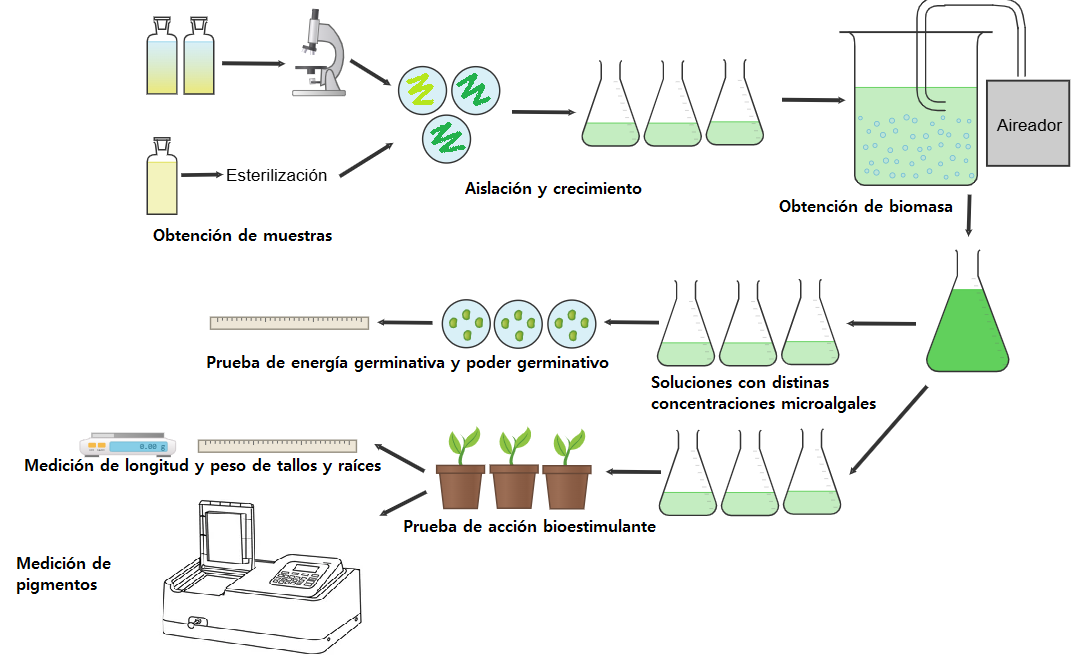 Aireador
Esterilización
Aislación y crecimiento
Obtención de biomasa
Obtención de muestras
Prueba de energía germinativa y poder germinativo
Soluciones con distinas
concentraciones microalgales
0.00 g
Medición de longitud y peso de tallos y raíces
Prueba de acción bioestimulante
Medición de
pigmentos